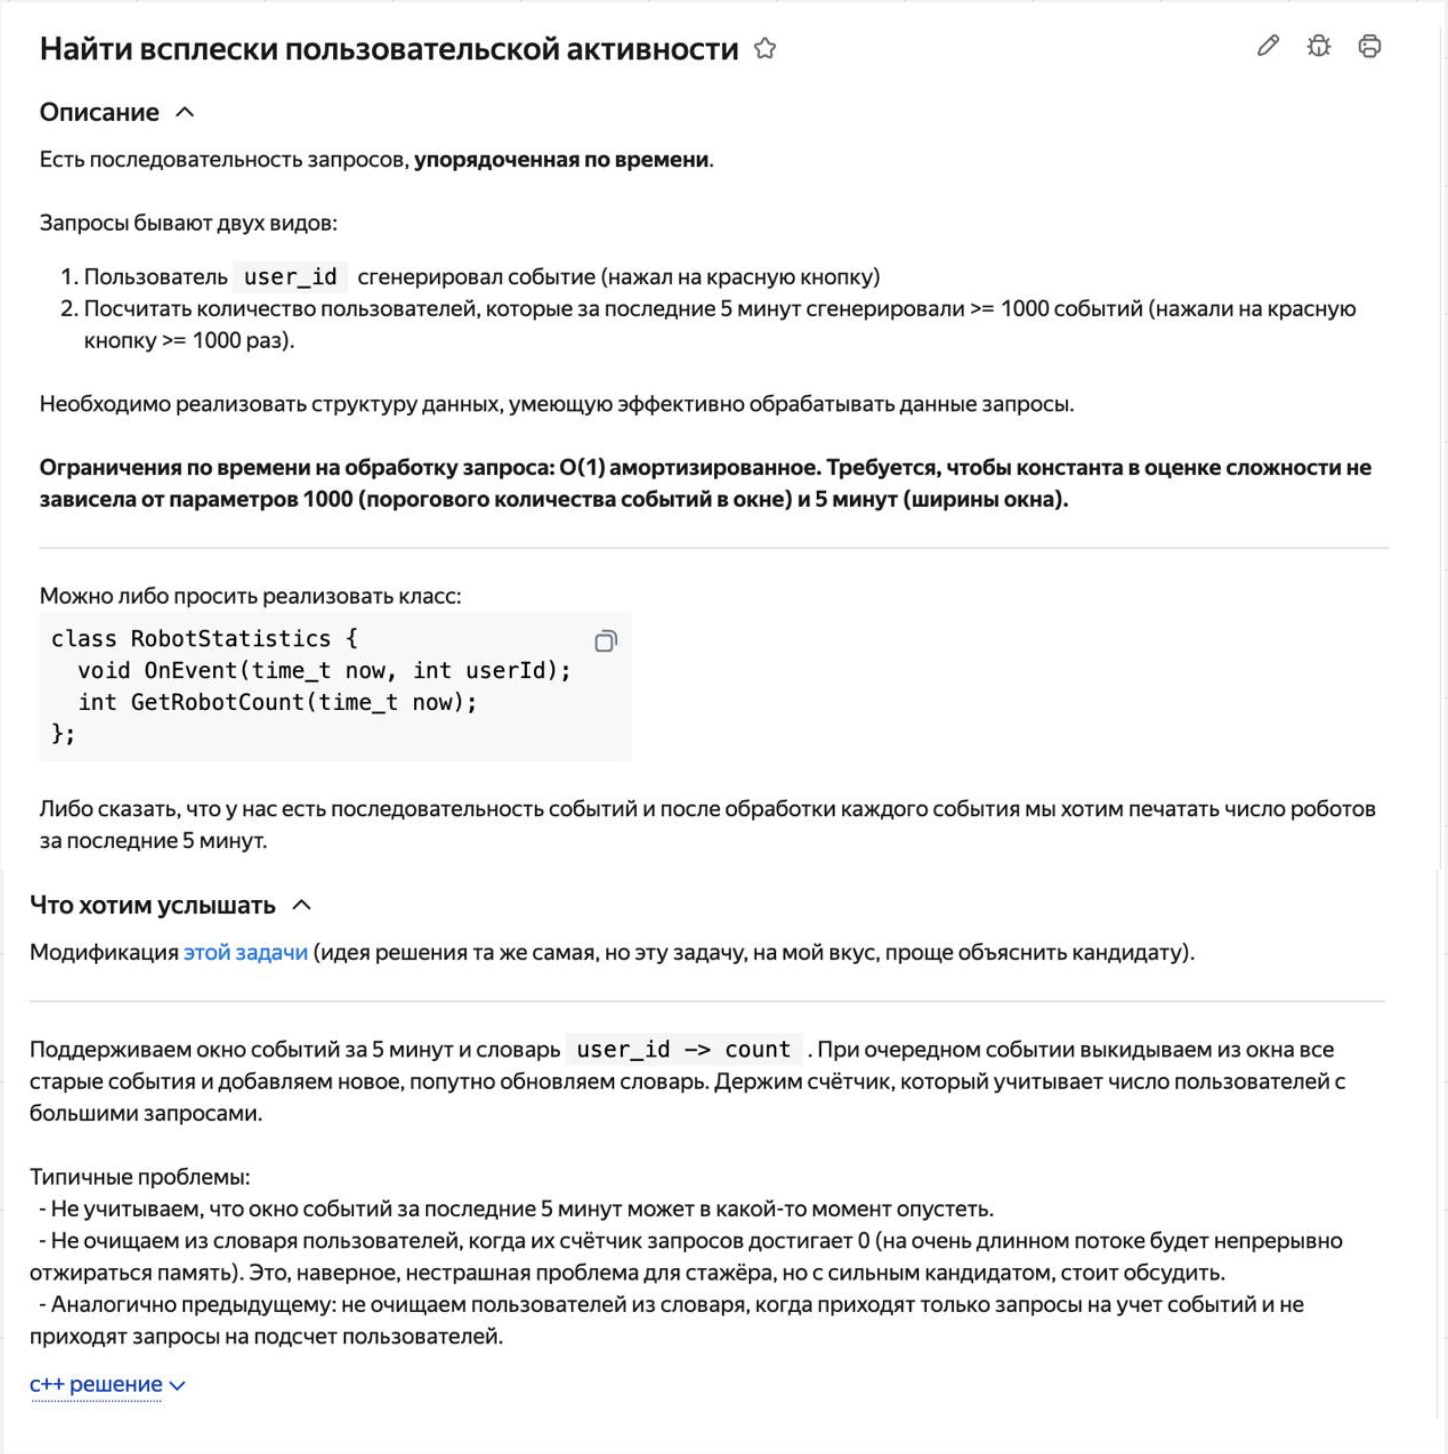 Найти всплески пользовательской активности
Описание
Есть последовательность запросов, упорядоченная по времени.
Запросы бывают двух видов:
1. Пользователь user_id сгенерировал событие (нажал на красную кнопку)
2. Посчитать количество пользователей, которые за последние 5 минут сгенерировали >= 1000 событий (нажали на красную
кнопку >= 1000 раз).
Необходимо реализовать структуру данных, умеющую эффективно обрабатывать данные запросы.
Ограничения по времени на обработку запроса: O(1) амортизированное. Требуется, чтобы константа в оценке сложности не
зависела от параметров 1000 (порогового количества событий в окне) и 5 минут (ширины окна).
Можно либо просить реализовать класс:
class RobotStatistics {
  void OnEvent(time_t now, int userId);
  int GetRobotCount(time_t now);
};
Либо сказать, что у нас есть последовательность событий и после обработки каждого события мы хотим печатать число роботов
за последние 5 минут.
Что хотим услышать
Модификация этой задачи (идея решения та же самая, но эту задачу, на мой вкус, проще объяснить кандидату).
Поддерживаем окно событий за 5 минут и словарь user_id -> count . При очередном событии выкидываем из окна все
старые события и добавляем новое, попутно обновляем словарь. Держим счётчик, который учитывает число пользователей с
большими запросами.
Типичные проблемы:
- Не учитываем, что окно событий за последние 5 минут может в какой-то момент опустеть.
- Не очищаем из словаря пользователей, когда их счётчик запросов достигает 0 (на очень длинном потоке будет непрерывно
отжираться память). Это, наверное, нестрашная проблема для стажёра, но с сильным кандидатом, стоит обсудить.
- Аналогично предыдущему: не очищаем пользователей из словаря, когда приходят только запросы на учет событий и не
приходят запросы на подсчет пользователей.
с++ решение